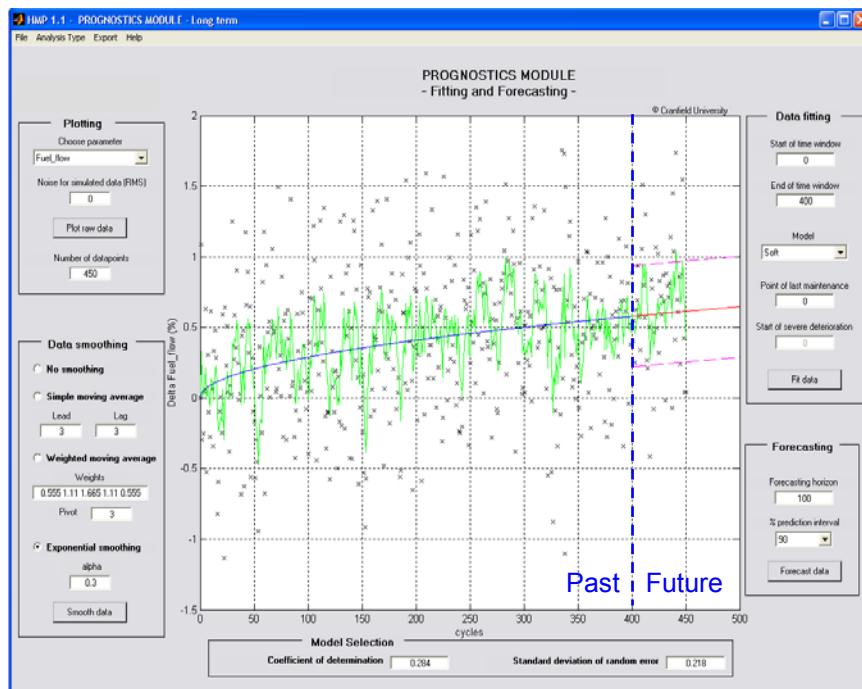 HMP 1.1 - PROGNOSTICS MODULE - Long term
File Analysis Type Export Help
PROGNOSTICS MODULE
- Fitting and Forecasting -
© Cranfield University
Plotting
Choose parameter
Fuel_flow
Noise for simulated data (RMS)
0
Plot raw data
Number of datapoints
450
Data smoothing
No smoothing
Simple moving average
Lead Lag
3 3
Weighted moving average
Weights
0.555 1.11 1.665 1.11 0.555
Pivot 3
Exponential smoothing
alpha
0.3
Smooth data
Delta Fuel_flow (%)
2
1.5
1
0.5
0
-0.5
-1
-1.5
Past Future
0 50 100 150 200 250 300 350 400 450 500
cycles
Data fitting
Start of time window
0
End of time window
400
Model
Soft
Point of last maintenance
0
Start of severe deterioration
0
Fit data
Forecasting
Forecasting horizon
100
% prediction interval
90
Forecast data
Model Selection
Coefficient of determination 0.284 Standard deviation of random error 0.218